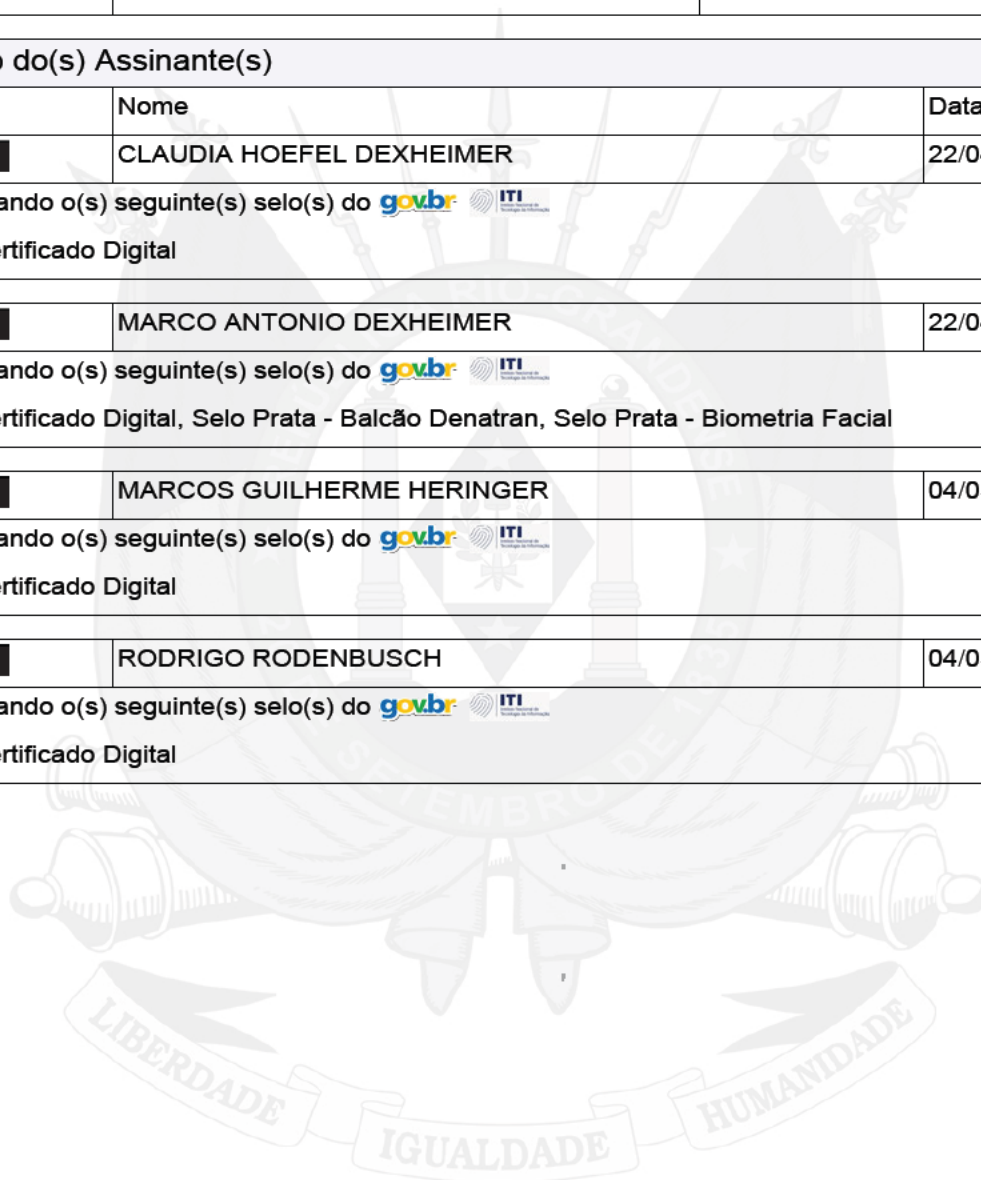 o do(s) Assinante(s)
Nome Data
CLAUDIA HOEFEL DEXHEIMER 22/0
ando o(s) seguinte(s) selo(s) do gov.br ITI
ertificado Digital
MARCO ANTONIO DEXHEIMER 22/0
ando o(s) seguinte(s) selo(s) do gov.br ITI
ertificado Digital, Selo Prata - Balcão Denatran, Selo Prata - Biometria Facial
MARCOS GUILHERME HERINGER 04/0
ando o(s) seguinte(s) selo(s) do gov.br ITI
ertificado Digital
RODRIGO RODENBUSCH 04/0
ando o(s) seguinte(s) selo(s) do gov.br ITI
ertificado Digital
LIBERDADE IGUALDADE HUMANIDADE